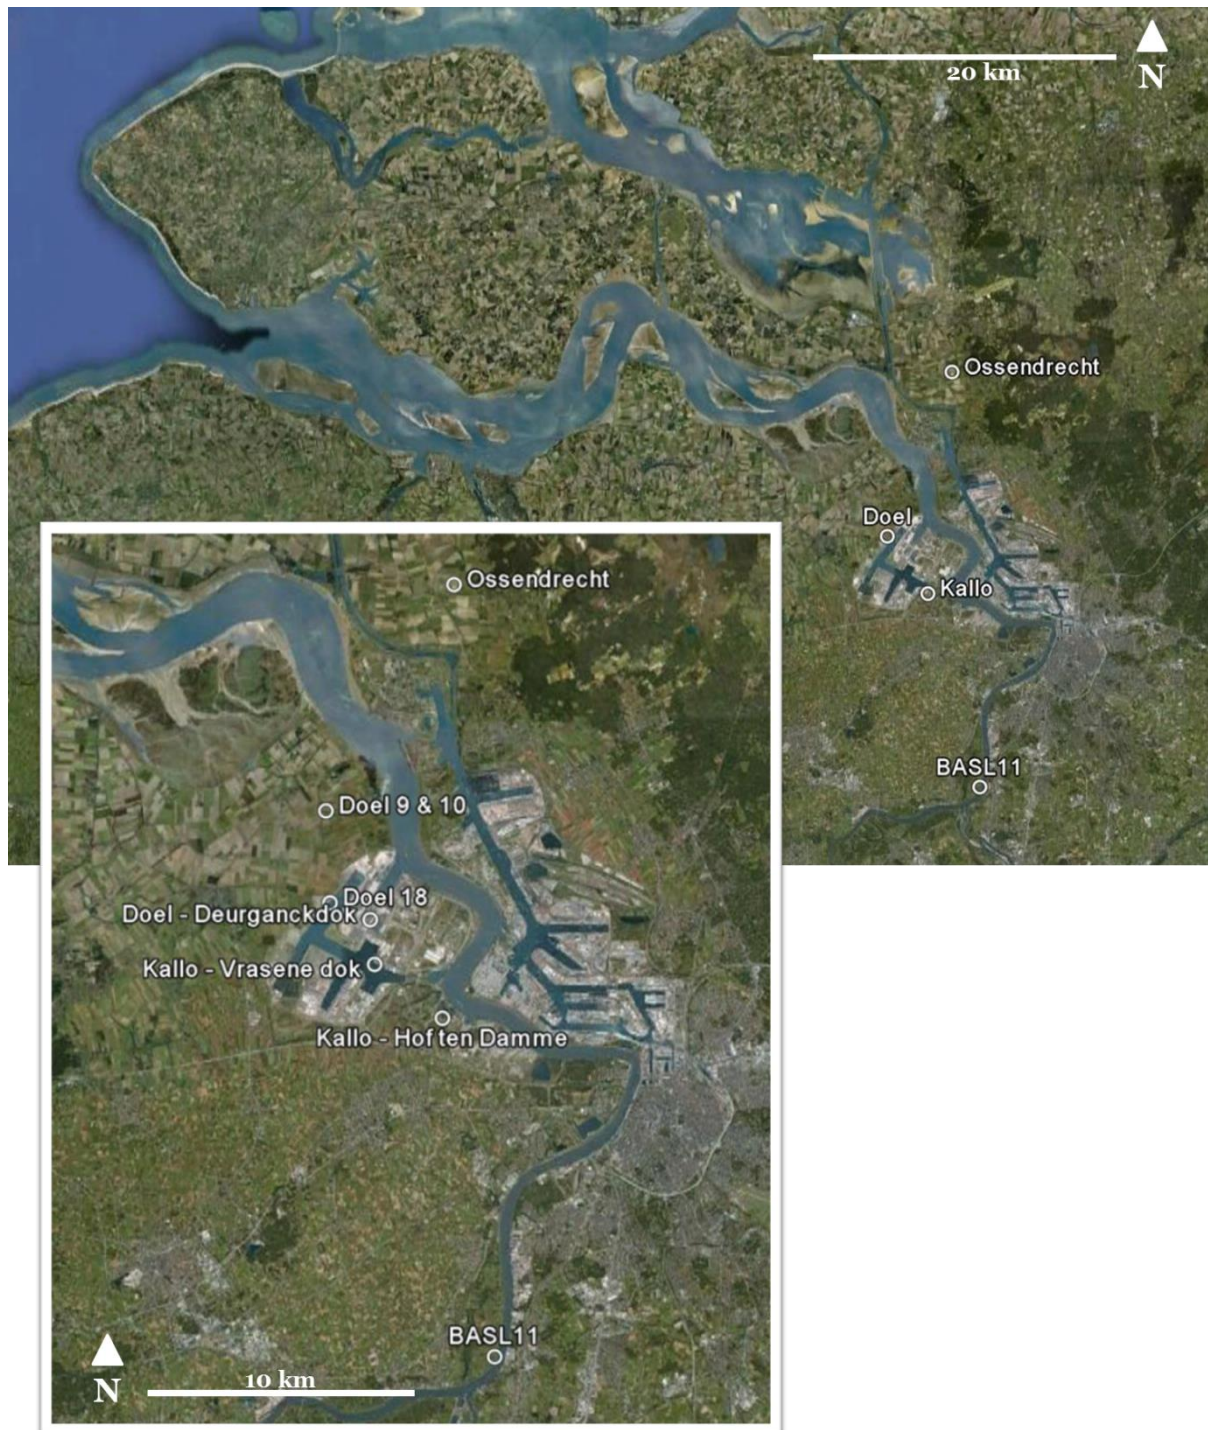 20 km
N
Ossendrecht
Doel
Kallo
BASL11
Ossendrecht
Doel 9 & 10
Doel 18
Doel - Deurganckdok
Kallo - Vrasene dok
Kallo - Hof ten Damme
BASL11
N
10 km